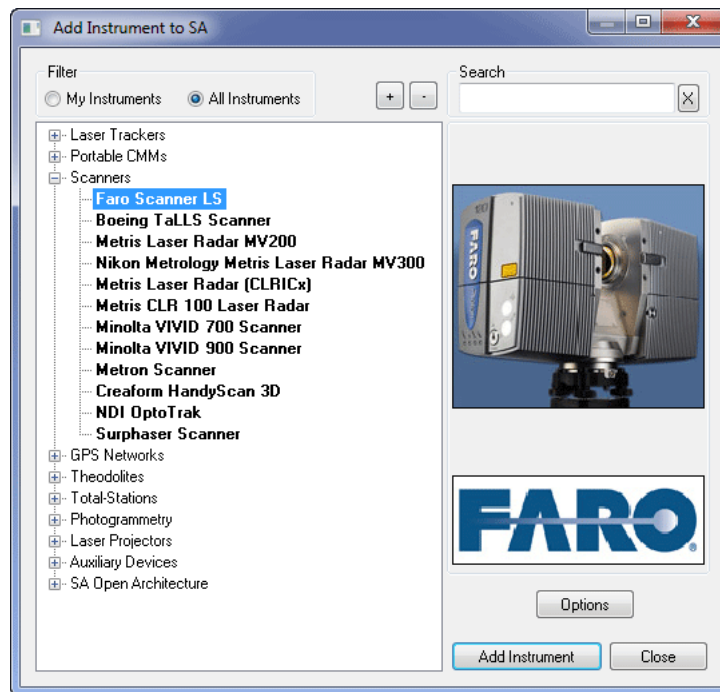 Add Instrument to SA
Filter
My Instruments
All Instruments
+
-
Search
X
Laser Trackers
Portable CMMs
Scanners
Faro Scanner LS
Boeing TaLLS Scanner
Metris Laser Radar MV200
Nikon Metrology Metris Laser Radar MV300
Metris Laser Radar (CLRICx)
Metris CLR 100 Laser Radar
Minolta VIVID 700 Scanner
Minolta VIVID 900 Scanner
Metron Scanner
Creaform HandyScan 3D
NDI OptoTrak
Surphaser Scanner
GPS Networks
Theodolites
Total-Stations
Photogrammetry
Laser Projectors
Auxiliary Devices
SA Open Architecture
FARO
FARO
Options
Add Instrument
Close